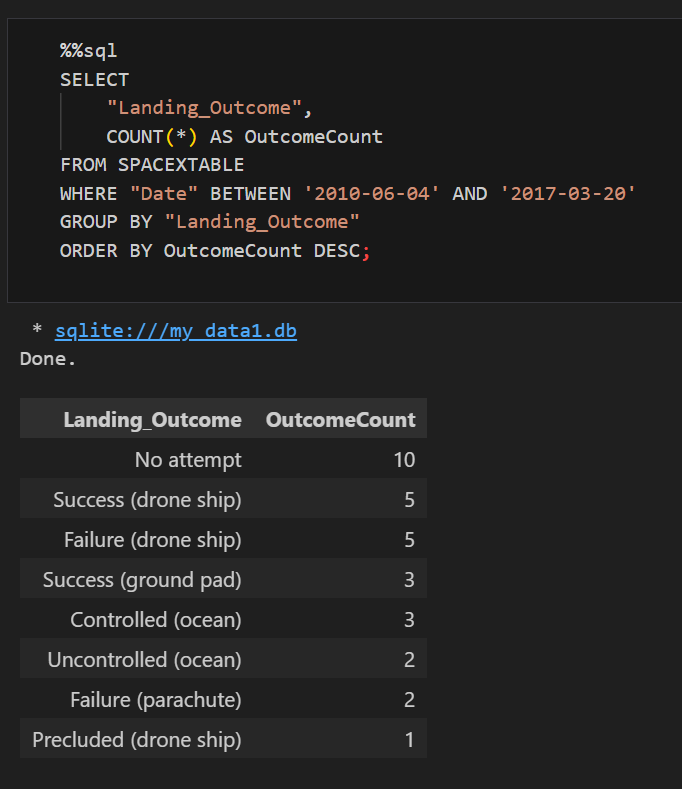 %%sql
SELECT
"Landing_Outcome",
COUNT(*) AS OutcomeCount
FROM SPACEXTABLE
WHERE "Date" BETWEEN '2010-06-04' AND '2017-03-20'
GROUP BY "Landing_Outcome"
ORDER BY OutcomeCount DESC;
* sqlite:///my_data1.db
Done.
Landing_Outcome OutcomeCount
No attempt 10
Success (drone ship) 5
Failure (drone ship) 5
Success (ground pad) 3
Controlled (ocean) 3
Uncontrolled (ocean) 2
Failure (parachute) 2
Precluded (drone ship) 1